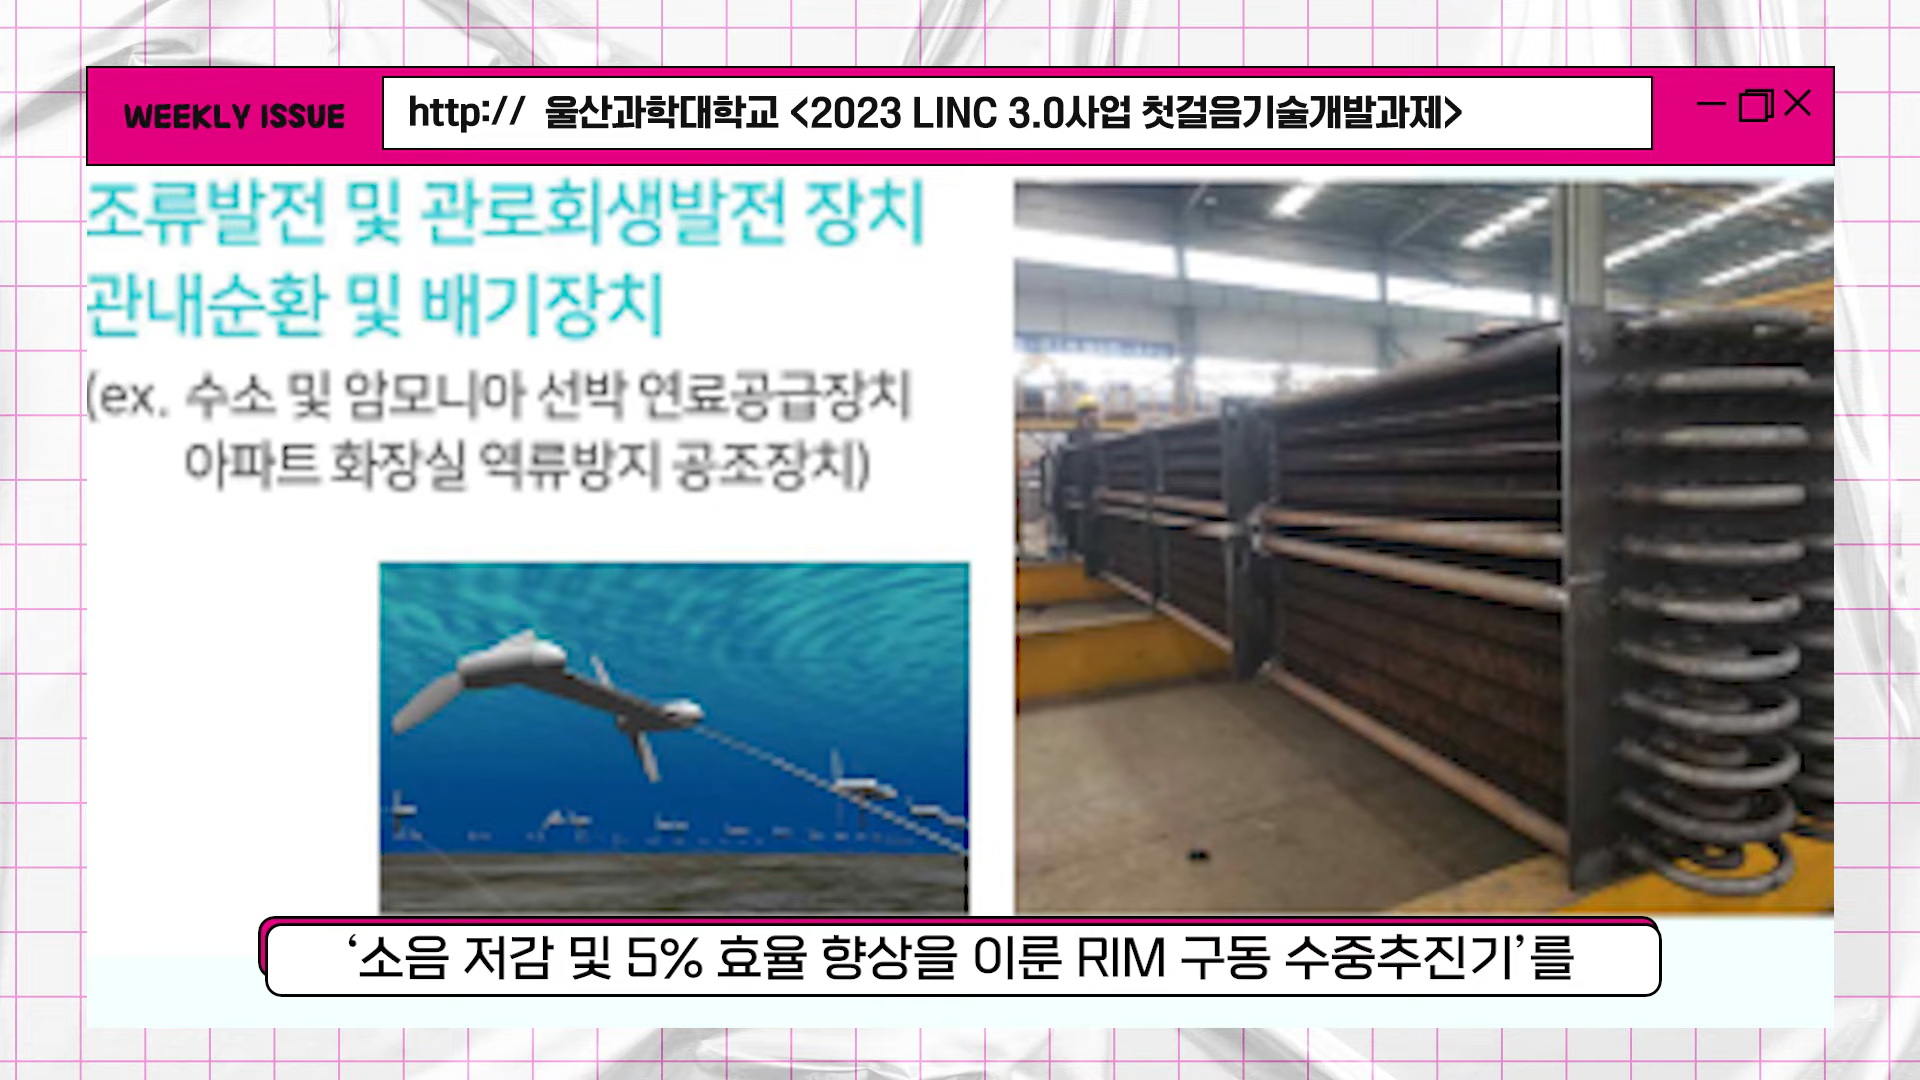 WEEKLY ISSUE
http:// 울산과학대학교 <2023 LINC 3.0사업 첫걸음기술개발과제>
조류발전 및 관로회생발전 장치
관내순환 및 배기장치
(ex. 수소 및 암모니아 선박 연료공급장치
아파트 화장실 역류방지 공조장치)
‘소음 저감 및 5% 효율 향상을 이룬 RIM 구동 수중추진기’를